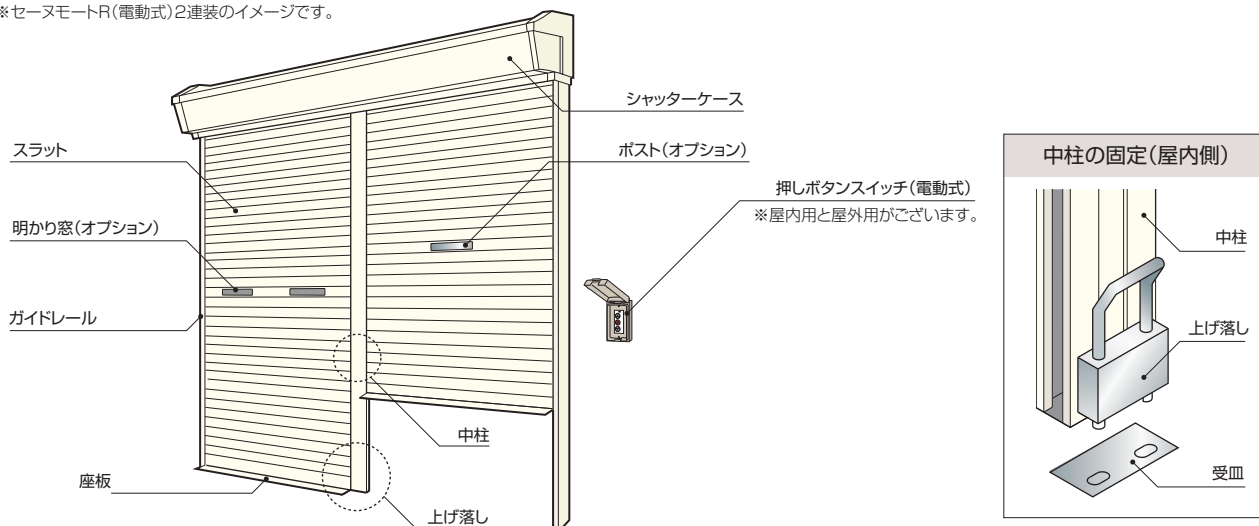 ※セーヌモートR(電動式)2連装のイメージです。
シャッターケース
スラット
ポスト(オプション)
中柱の固定(屋内側)
押しボタンスイッチ(電動式)
※屋内用と屋外用がございます。
明かり窓(オプション)
中柱
ガイドレール
上げ落し
中柱
座板
受皿
上げ落し